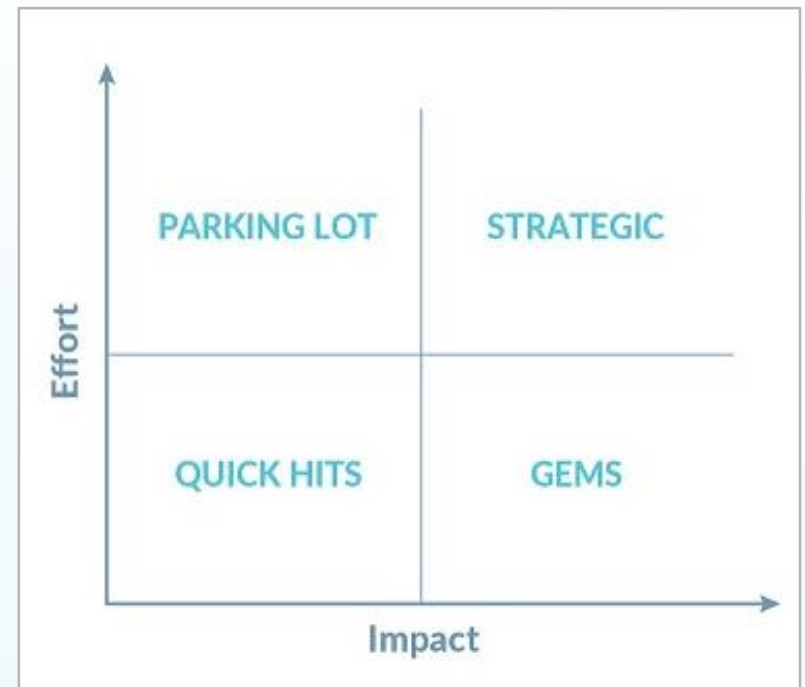 PARKING LOT
STRATEGIC
Effort
QUICK HITS
GEMS
Impact